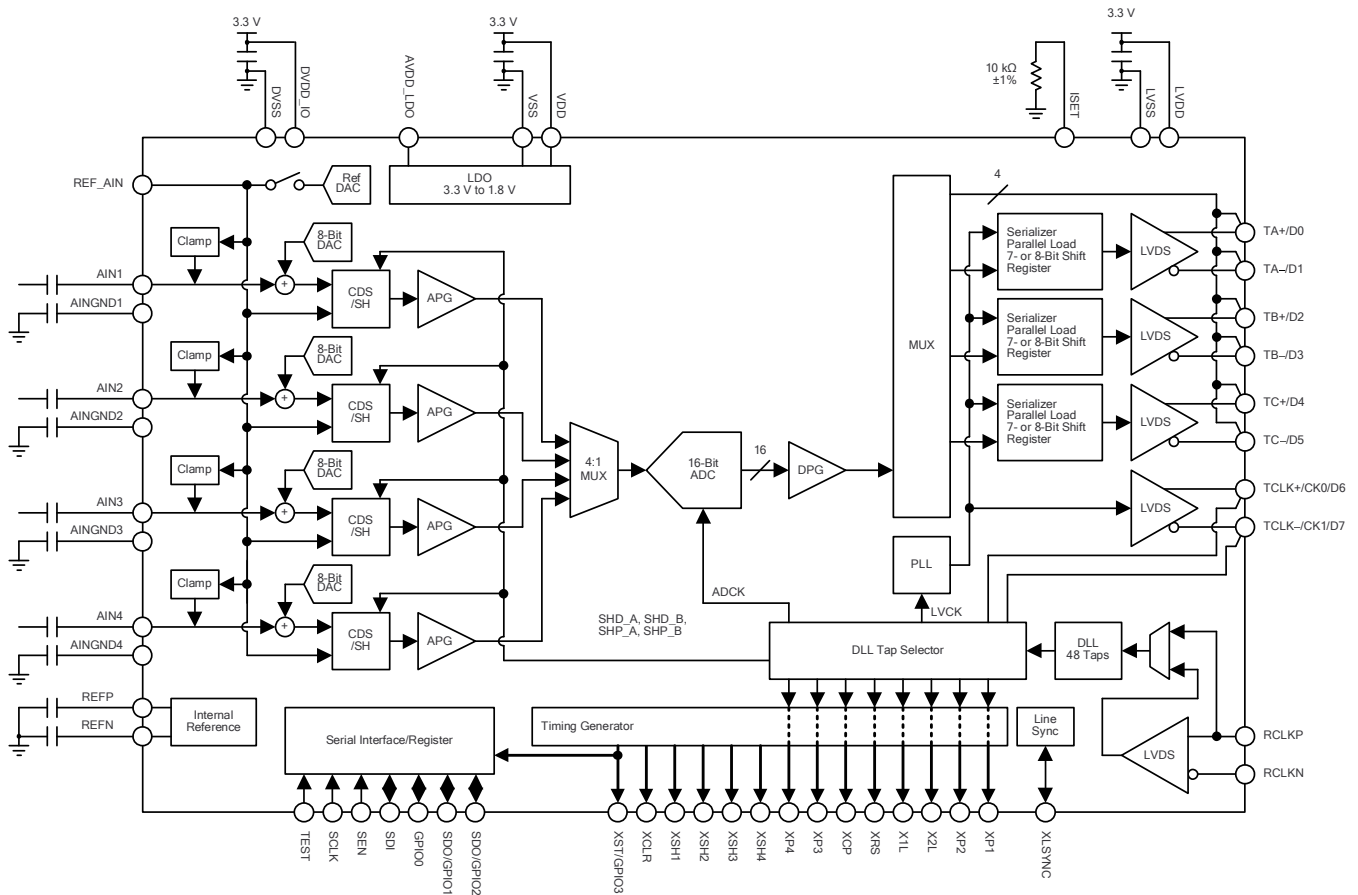 3.3 V
3.3 V
3.3 V
10 kΩ
±1%
DVSS
DVDD_IO
AVDD_LDO
VSS
VDD
ISET
LVSS
LVDD
REF_AIN
Ref
DAC
LDO
3.3 V to 1.8 V
4
MUX
Clamp
8-Bit
DAC
AIN1
+
CDS
/SH
APG
AINGND1
Clamp
8-Bit
DAC
AIN2
+
CDS
/SH
APG
AINGND2
Clamp
8-Bit
DAC
AIN3
+
CDS
/SH
APG
AINGND3
Clamp
8-Bit
DAC
AIN4
+
CDS
/SH
APG
AINGND4
4:1
MUX
16-Bit
ADC
16
DPG
Serializer
Parallel Load
7- or 8-Bit Shift
Register
LVDS
TA+/D0
TA–/D1
Serializer
Parallel Load
7- or 8-Bit Shift
Register
LVDS
TB+/D2
TB–/D3
Serializer
Parallel Load
7- or 8-Bit Shift
Register
LVDS
TC+/D4
TC–/D5
LVDS
TCLK+/CK0/D6
TCLK–/CK1/D7
PLL
ADCK
LVCK
SHD_A, SHD_B,
SHP_A, SHP_B
DLL Tap Selector
DLL
48 Taps
REFP
REFN
Internal
Reference
Serial Interface/Register
Timing Generator
Line
Sync
LVDS
RCLKP
RCLKN
TEST
SCLK
SEN
SDI
GPIO0
SDO/GPIO1
SDO/GPIO2
XST/GPIO3
XCLR
XSH1
XSH2
XSH3
XSH4
XP4
XP3
XCP
XRS
X1L
X2L
XP2
XP1
XLSYNC